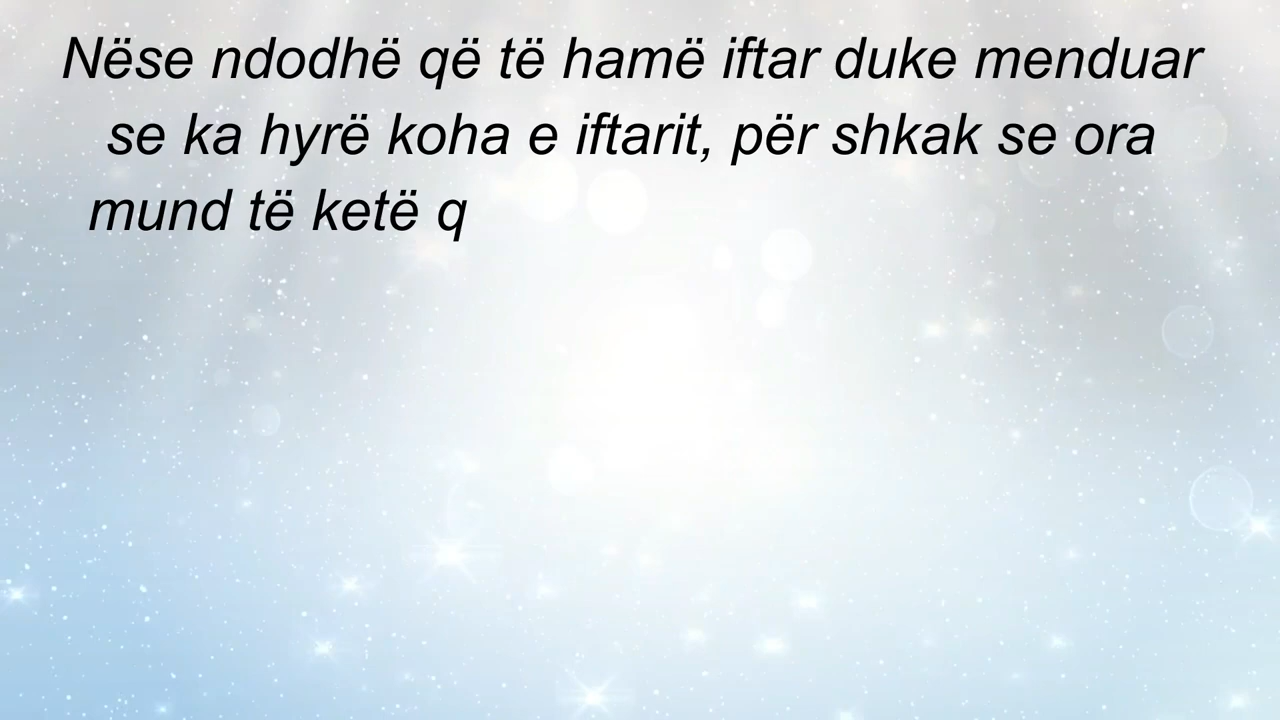 Nëse ndodhë që të hamë iftar duke menduar
se ka hyrë koha e iftarit, për shkak se ora
mund të ketë q